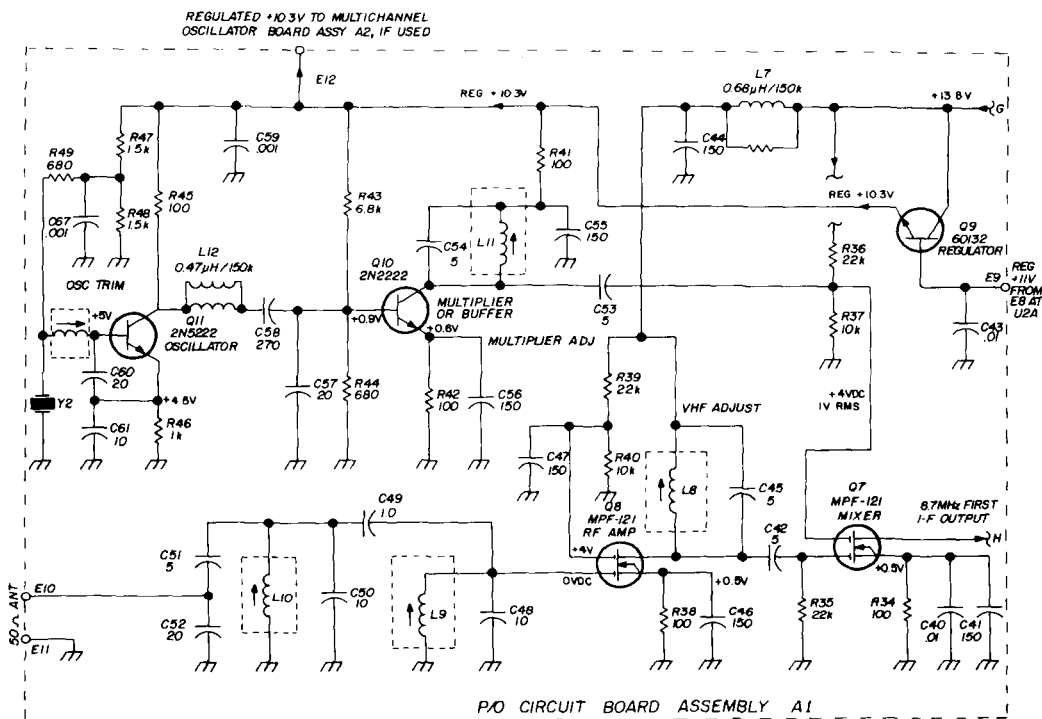 REGULATED +10.3V TO MULTICHANNEL
OSCILLATOR BOARD ASSY A2, IF USED
E12
L7
0.68µH/150k
REG +10.3V
+13.8V
G
R49
680
R47
1.5k
C59
.001
R41
100
C44
150
R45
100
R43
6.8k
REG +10.3V
C67
.001
R48
1.5k
C54
5
L11
C55
150
Q9
60132
REGULATOR
L12
0.47µH/150k
R36
22k
E9
REG
+11V
FROM
E8 AT
U2A
OSC TRIM
Q10
2N2222
+5V
Q11
2N5222
OSCILLATOR
C58
270
+0.9V
MULTIPLIER
OR BUFFER
+0.6V
C53
5
R37
10k
C43
.01
MULTIPLIER ADJ
C60
20
Y2
+4.5V
C57
20
R44
680
R42
100
C56
150
R39
22k
VHF ADJUST
+4VDC
1V RMS
C61
10
R46
1k
C47
150
R40
10k
L8
C45
5
C49
1.0
Q8
MPF-121
RF AMP
Q7
MPF-121
MIXER
8.7MHz FIRST
I-F OUTPUT
H
C51
5
C42
5
+4V
0VDC
+0.5V
+0.5V
50Ω ANT
E10
L10
C50
10
L9
C48
10
R38
100
C46
150
R35
22k
R34
100
C40
.01
C41
150
C52
20
E11
P/O CIRCUIT BOARD ASSEMBLY A1